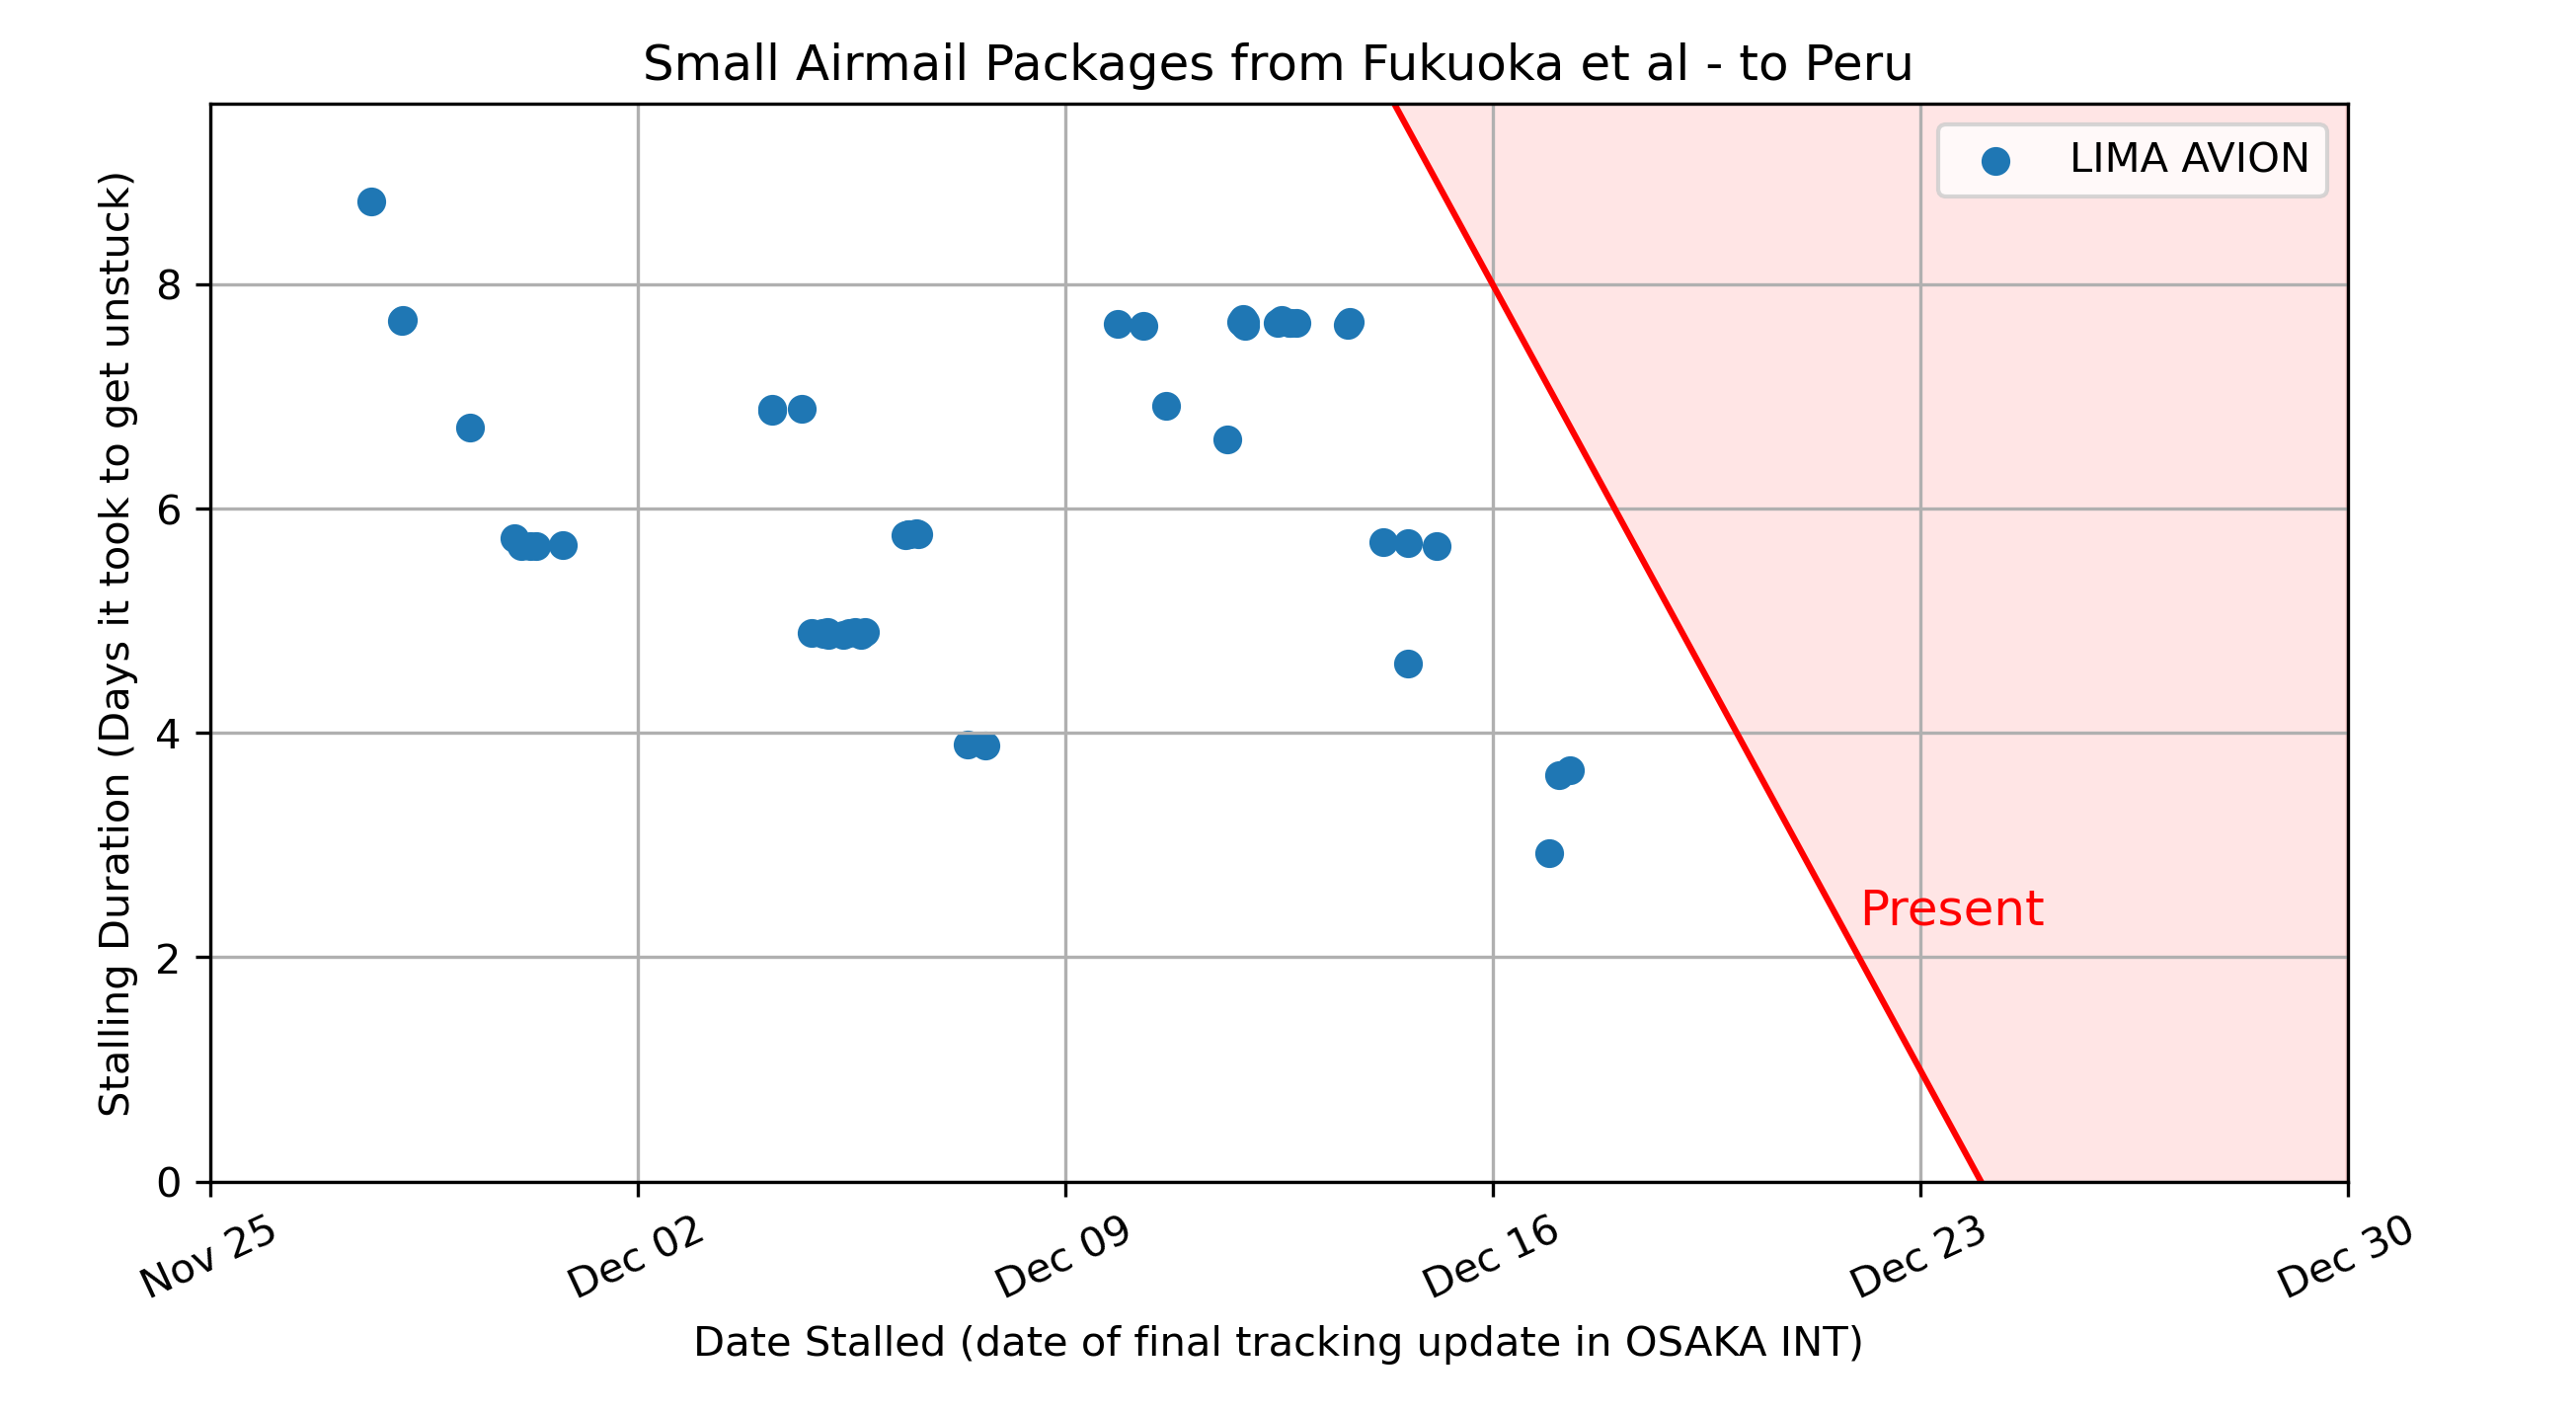 Small Airmail Packages from Fukuoka et al - to Peru
LIMA AVION
Stalling Duration (Days it took to get unstuck)
8
6
4
2
0
Present
Nov 25
Dec 02
Dec 09
Dec 16
Dec 23
Dec 30
Date Stalled (date of final tracking update in OSAKA INT)